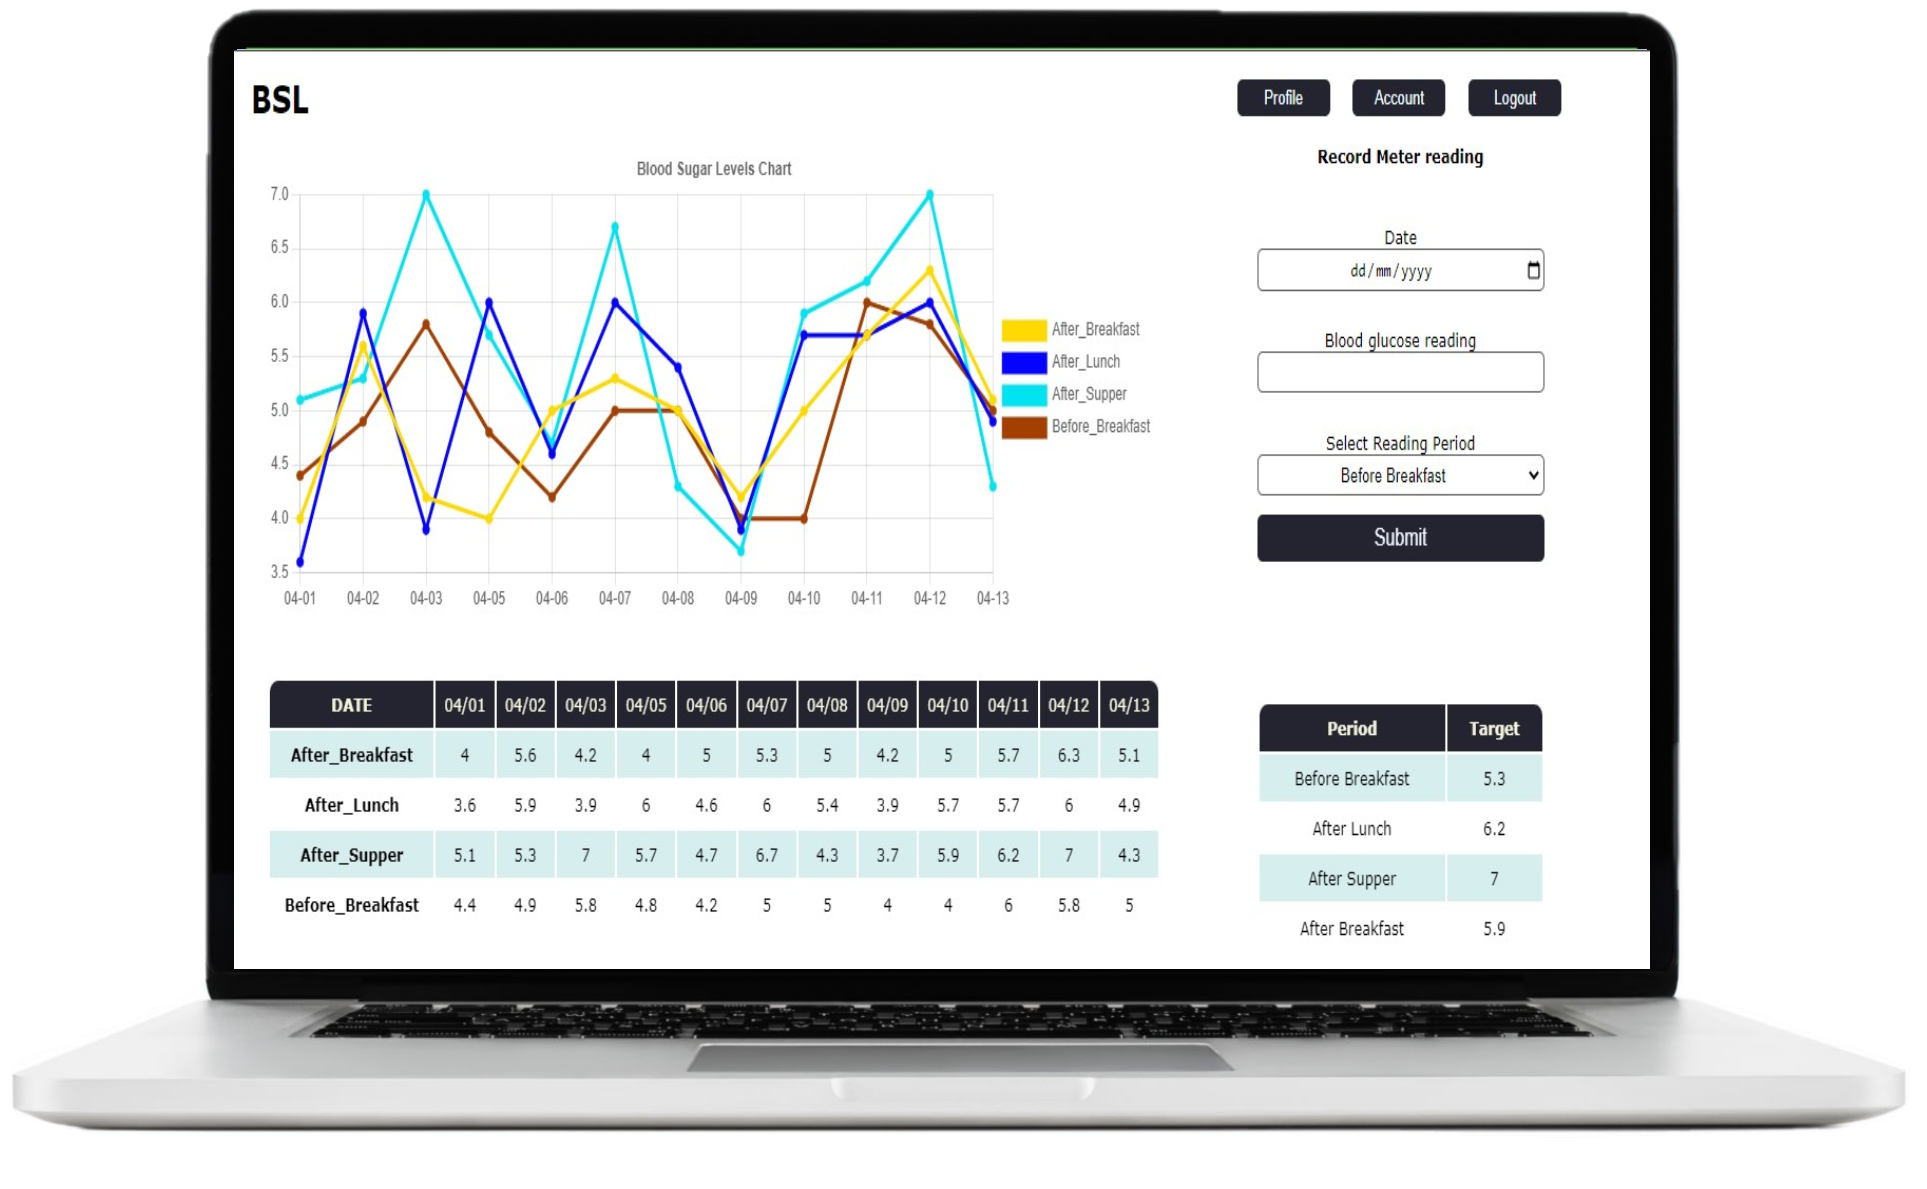 BSL
Profile Account Logout
Record Meter reading
Blood Sugar Levels Chart
7.0
6.5
6.0
5.5
5.0
4.5
4.0
3.5
04-01 04-02 04-03 04-05 04-06 04-07 04-08 04-09 04-10 04-11 04-12 04-13
After_Breakfast
After_Lunch
After_Supper
Before_Breakfast
Date
dd/mm/yyyy
Blood glucose reading
Select Reading Period
Before Breakfast
Submit
DATE 04/01 04/02 04/03 04/05 04/06 04/07 04/08 04/09 04/10 04/11 04/12 04/13
After_Breakfast 4 5.6 4.2 4 5 5.3 5 4.2 5 5.7 6.3 5.1
After_Lunch 3.6 5.9 3.9 6 4.6 6 5.4 3.9 5.7 5.7 6 4.9
After_Supper 5.1 5.3 7 5.7 4.7 6.7 4.3 3.7 5.9 6.2 7 4.3
Before_Breakfast 4.4 4.9 5.8 4.8 4.2 5 5 4 4 6 5.8 5
Period Target
Before Breakfast 5.3
After Lunch 6.2
After Supper 7
After Breakfast 5.9